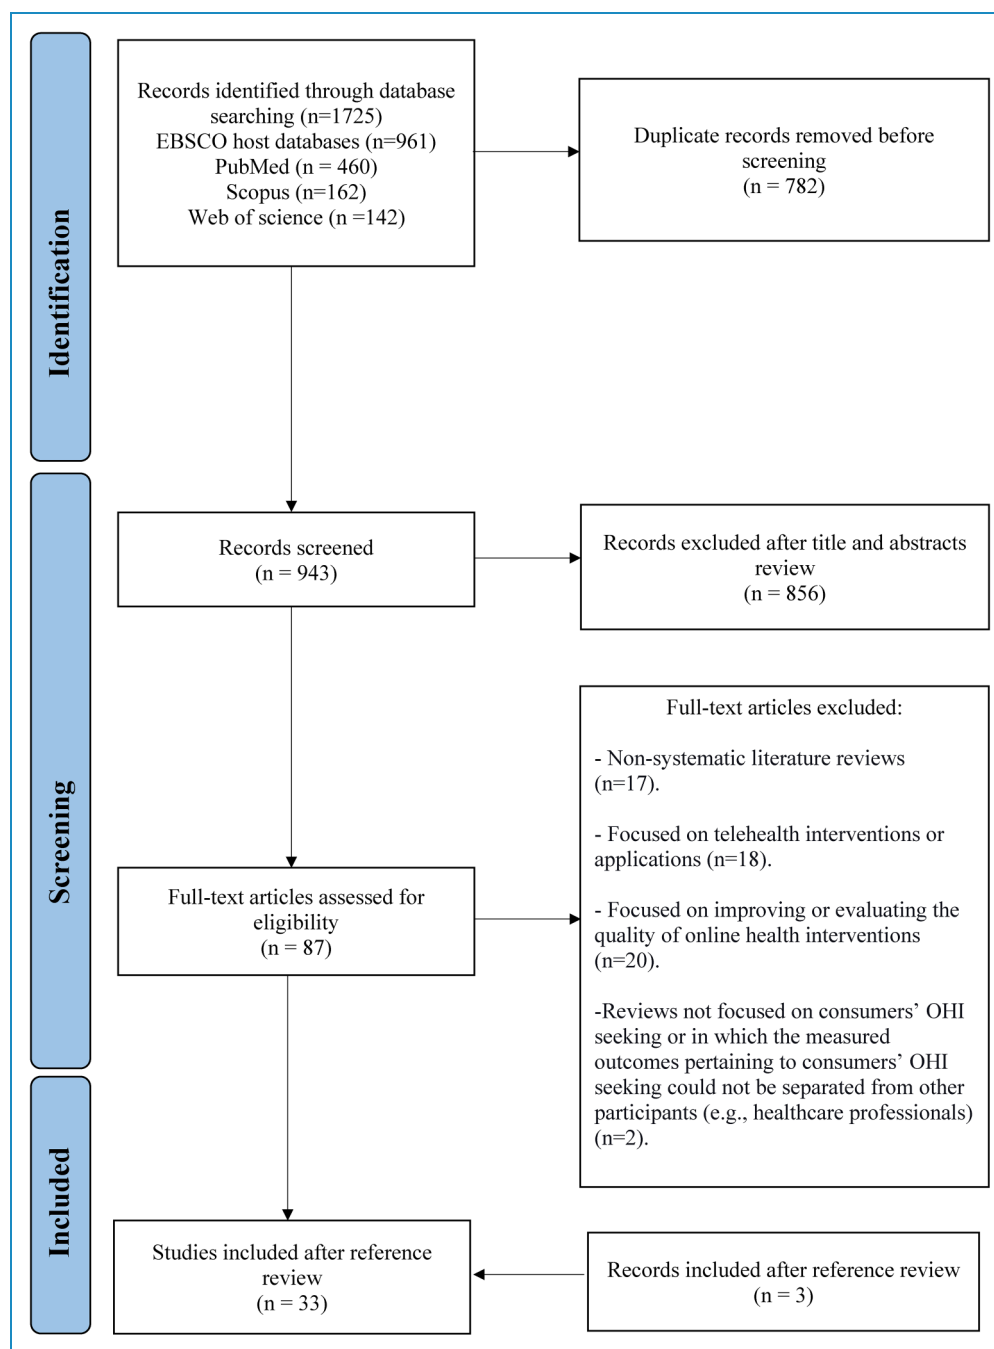 Identification
Records identified through database
searching (n=1725)
EBSCO host databases (n=961)
PubMed (n = 460)
Scopus (n=162)
Web of science (n =142)
Duplicate records removed before
screening
(n = 782)
Screening
Records screened
(n = 943)
Records excluded after title and abstracts
review
(n = 856)
Full-text articles assessed for
eligibility
(n = 87)
Full-text articles excluded:
- Non-systematic literature reviews
(n=17).
- Focused on telehealth interventions or
applications (n=18).
- Focused on improving or evaluating the
quality of online health interventions
(n=20).
-Reviews not focused on consumers’ OHI
seeking or in which the measured
outcomes pertaining to consumers’ OHI
seeking could not be separated from other
participants (e.g., healthcare professionals)
(n=2).
Included
Studies included after reference
review
(n = 33)
Records included after reference review
(n = 3)